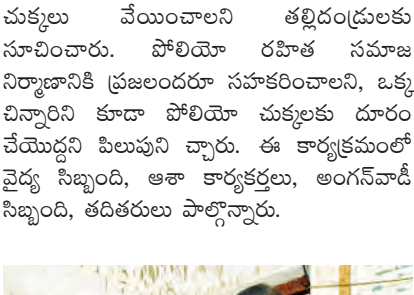 చుక్కలు వేయించాలని తల్లిదండ్రులకు
సూచించారు. పోలియో రహిత సమాజ
నిర్మాణానికి ప్రజలందరూ సహకరించాలని, ఒక్క
చిన్నారిని కూడా పోలియో చుక్కలకు దూరం
చేయొద్దని పిలుపుని చ్చారు. ఈ కార్యక్రమంలో
వైద్య సిబ్బంది, ఆశా కార్యకర్తలు, అంగన్‌వాడీ
సిబ్బంది, తదితరులు పాల్గొన్నారు.